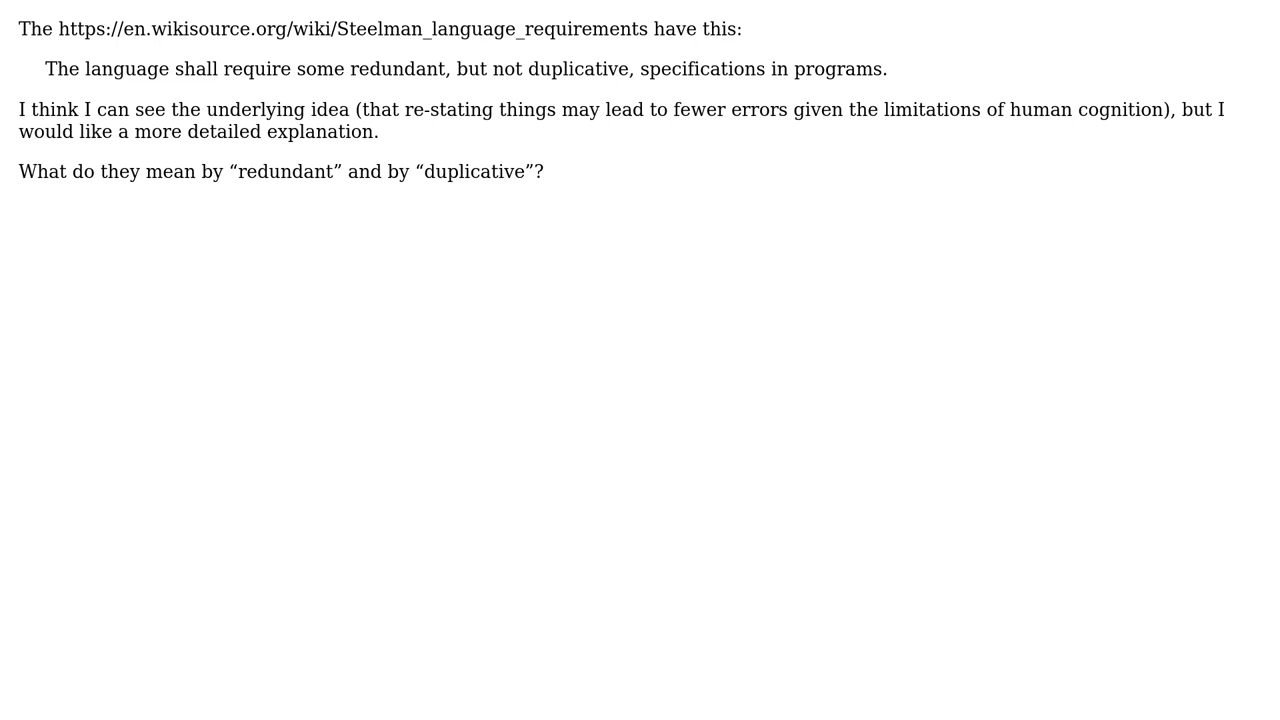 The https://en.wikisource.org/wiki/Steelman_language_requirements have this:
The language shall require some redundant, but not duplicative, specifications in programs.
I think I can see the underlying idea (that re-stating things may lead to fewer errors given the limitations of human cognition), but I
would like a more detailed explanation.
What do they mean by “redundant” and by “duplicative”?